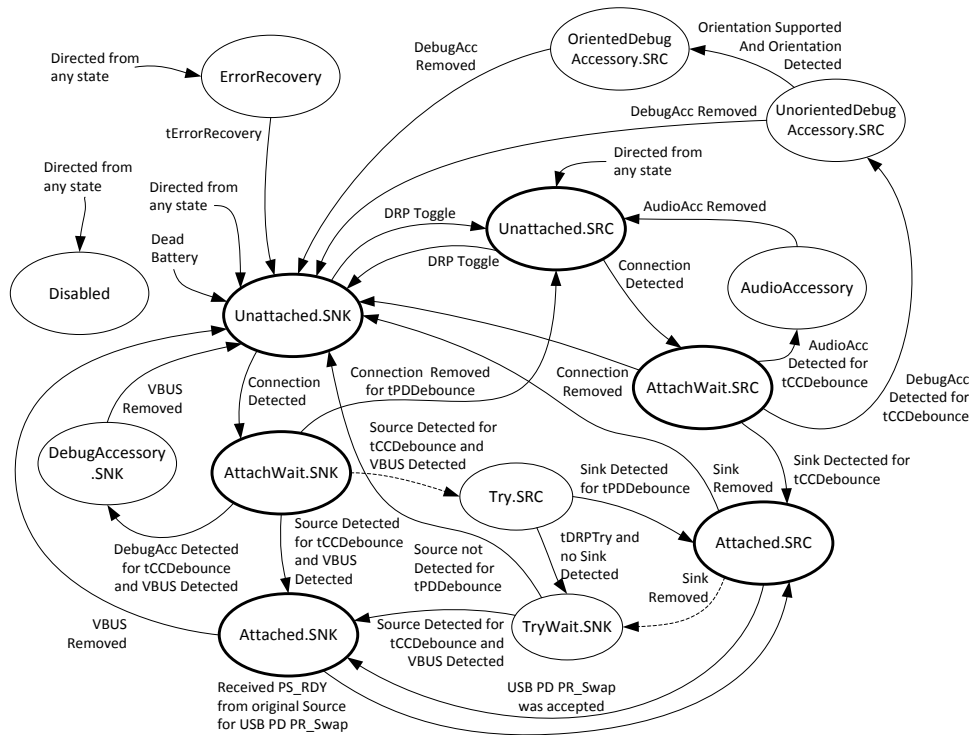 Directed from
any state
ErrorRecovery
tErrorRecovery
DebugAcc
Removed
OrientedDebug
Accessory.SRC
Orientation Supported
And Orientation
Detected
UnorientedDebug
Accessory.SRC
DebugAcc Removed
Directed from
any state
Disabled
Directed from
any state
Dead
Battery
DRP Toggle
DRP Toggle
Directed from
any state
Unattached.SRC
AudioAcc Removed
Connection
Detected
AudioAccessory
Unattached.SNK
AudioAcc
Detected for
tCCDebounce
DebugAcc
Detected for
tCCDebounce
AttachWait.SRC
VBUS
Removed
Connection
Detected
Connection Removed
for tPDDebounce
Connection
Removed
DebugAccessory
.SNK
AttachWait.SNK
Source Detected for
tCCDebounce and
VBUS Detected
Try.SRC
Sink Detected
for tPDDebounce
Sink
Removed
Sink Dectected for
tCCDebounce
Attached.SRC
DebugAcc Detected
for tCCDebounce
and VBUS Detected
Source Detected
for tCCDebounce
and VBUS
Detected
Source not
Detected for
tPDDebounce
tDRPTry and
no Sink
Detected
Sink
Removed
VBUS
Removed
Attached.SNK
Source Detected for
tCCDebounce and
VBUS Detected
TryWait.SNK
Received PS_RDY
from original Source
for USB PD PR_Swap
USB PD PR_Swap
was accepted